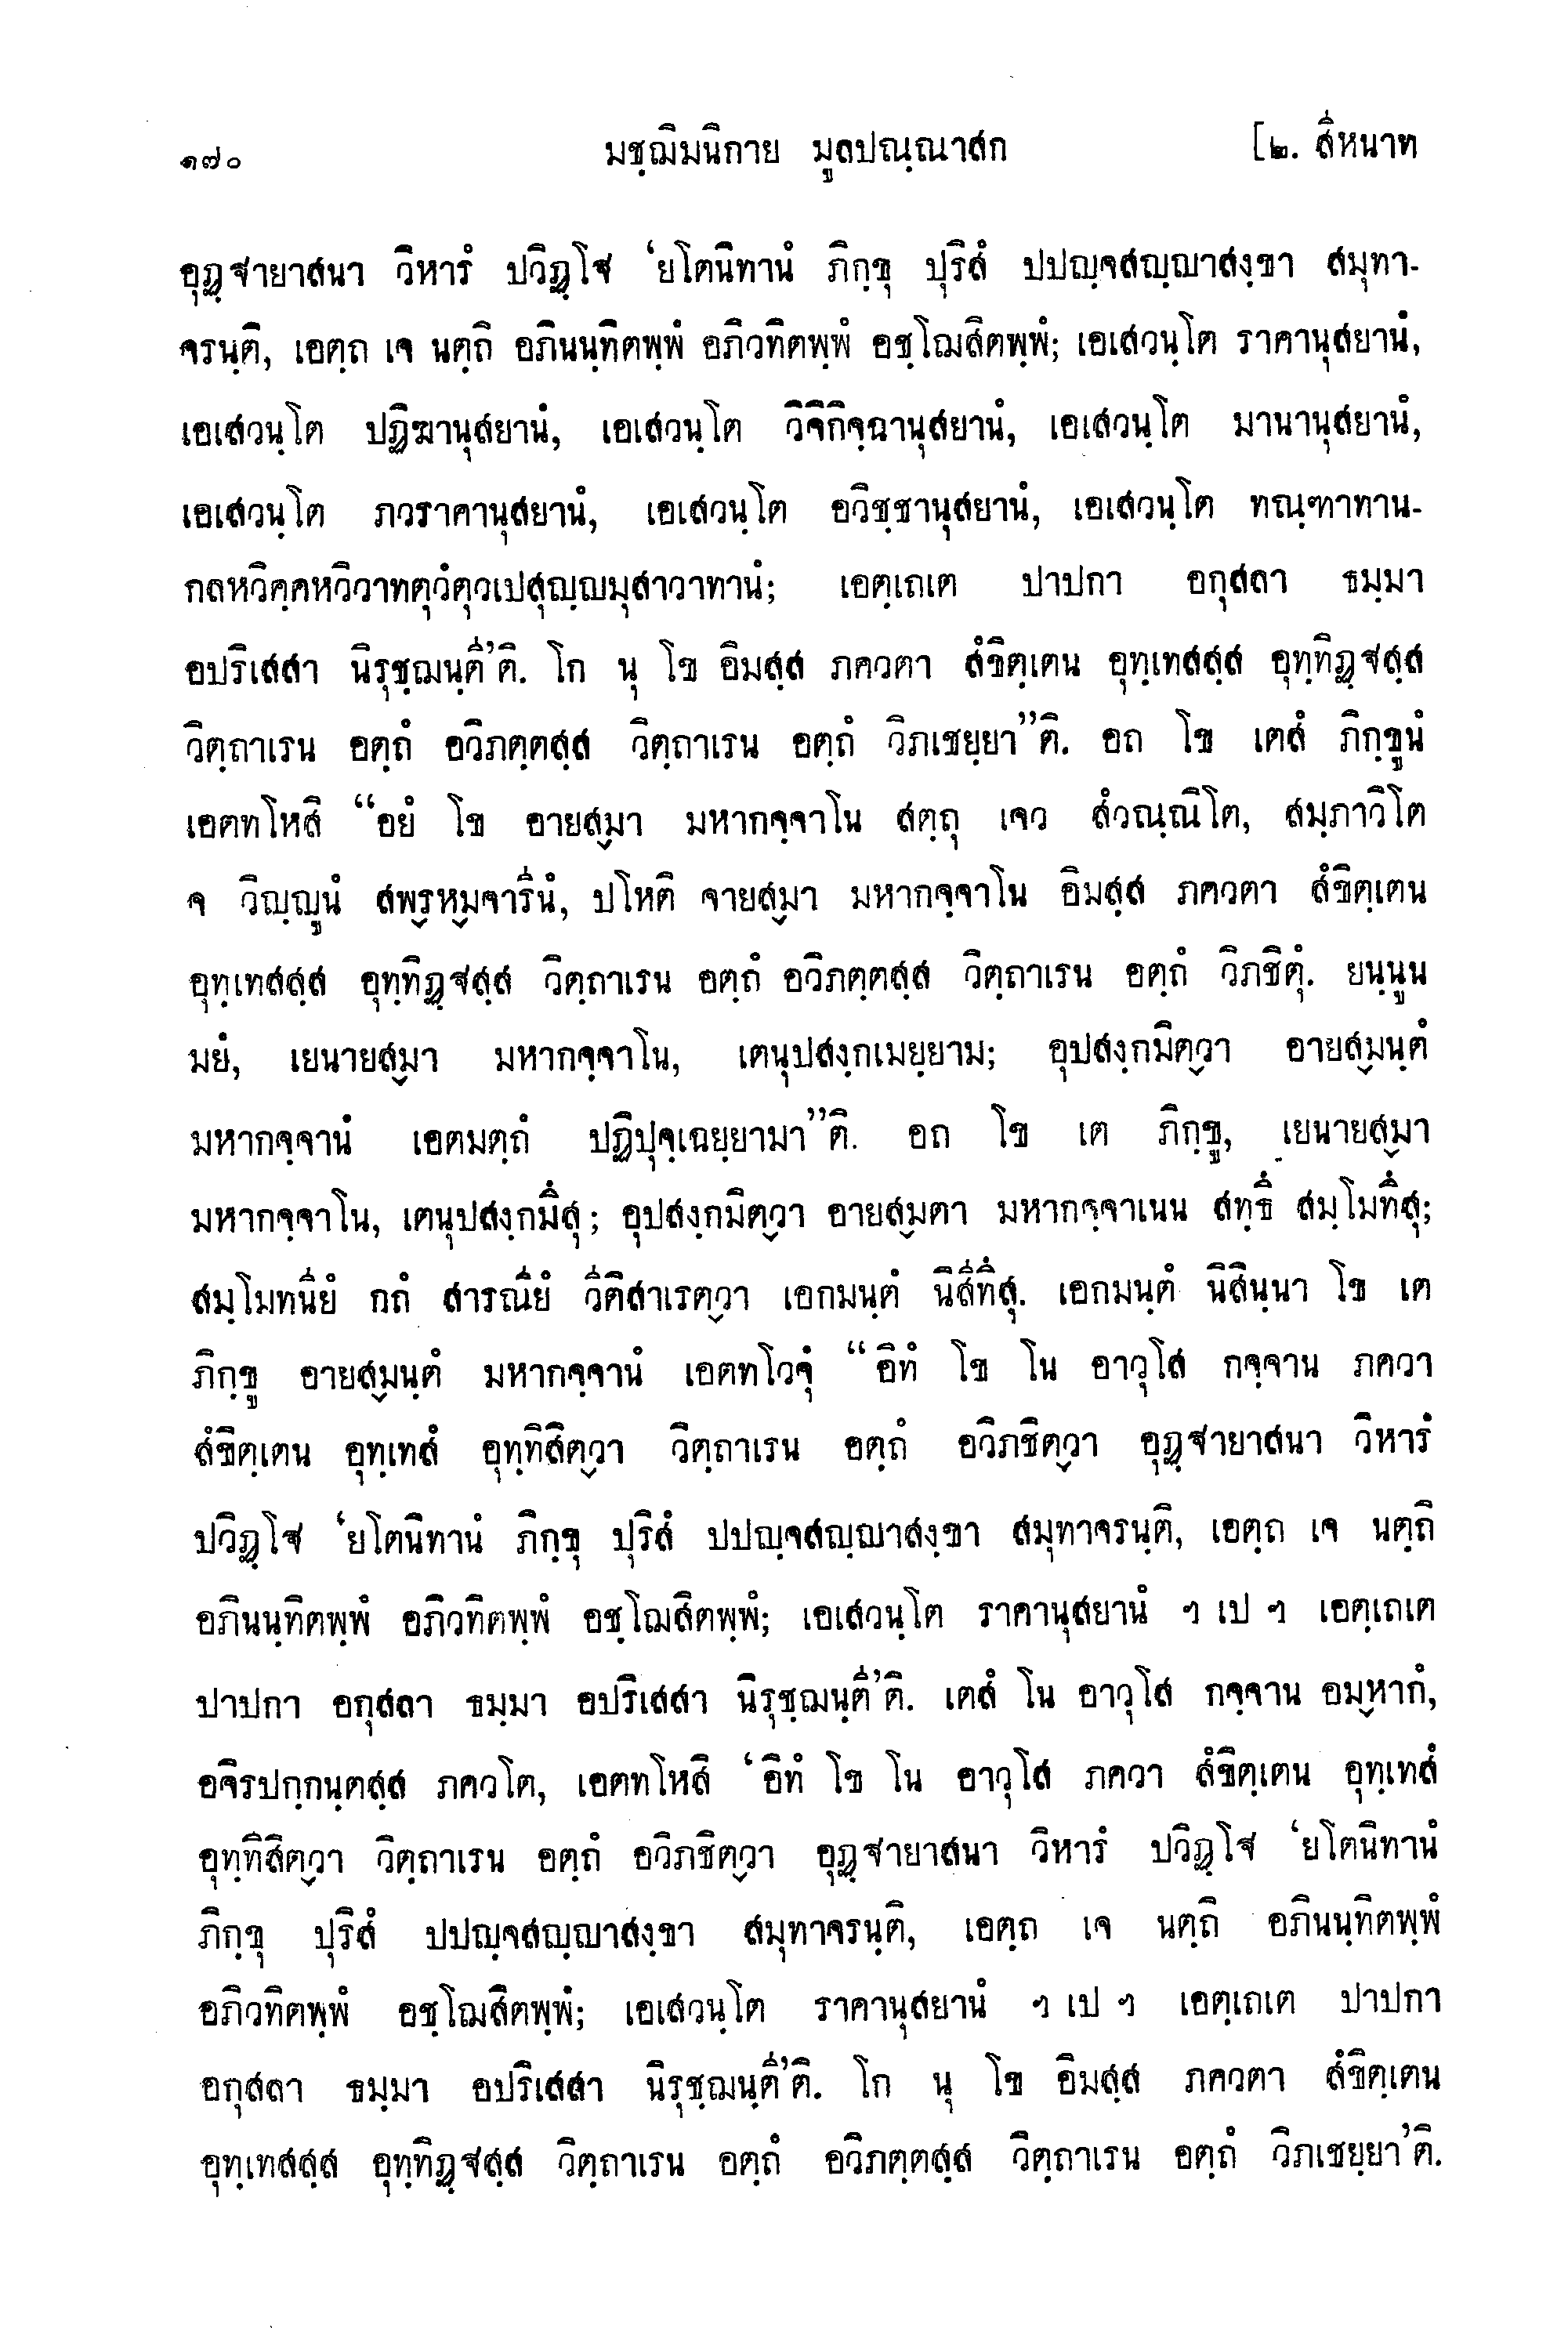 ๑๗๐ มชฺฌิมนิกาย มูลปณฺณาสก [๒. สีหนาท
อุฏฺฐายาสนา วิหารํ ปวิฏฺโฐ ‘ยโตนิทานํ ภิกฺขุ ปุริสํ ปปญฺจสญฺญาสงฺขา สมุทา-
จรนฺติ, เอตฺถ เจ นตฺถิ อภินนฺทิตพฺพํ อภิวทิตพฺพํ อชฺโฌสิตพฺพํ; เอเสวนฺโต ราคานุสยานํ,
เอเสวนฺโต ปฏิฆานุสยานํ, เอเสวนฺโต วิจิกิจฺฉานุสยานํ, เอเสวนฺโต มานานุสยานํ,
เอเสวนฺโต ภวราคานุสยานํ, เอเสวนฺโต อวิชฺชานุสยานํ, เอเสวนฺโต ทณฺฑาทาน-
กลหวิคฺคหวิวาทตุวํตุวเปสุญฺญมุสาวาทานํ; เอตฺเถเต ปาปกา อกุสลา ธมฺมา
อปริเสสา นิรุชฺฌนฺตี’ติ. โก นุ โข อิมสฺส ภควตา สํขิตฺเตน อุทฺเทสสฺส อุทฺทิฏฺฐสฺส
วิตฺถาเรน อตฺถํ อวิภตฺตสฺส วิตฺถาเรน อตฺถํ วิภเชยฺยา”ติ. อถ โข เตสํ ภิกฺขูนํ
เอตทโหสิ “อยํ โข อายสฺมา มหากจฺจาโน สตฺถุ เจว สํวณฺณิโต, สมฺภาวิโต
จ วิญฺญูนํ สพฺรหฺมจารีนํ, ปโหติ จายสฺมา มหากจฺจาโน อิมสฺส ภควตา สํขิตฺเตน
อุทฺเทสสฺส อุทฺทิฏฺฐสฺส วิตฺถาเรน อตฺถํ อวิภตฺตสฺส วิตฺถาเรน อตฺถํ วิภชิตุํ. ยนฺนูน
มยํ, เยนายสฺมา มหากจฺจาโน, เตนุปสงฺกเมยฺยาม; อุปสงฺกมิตฺวา อายสฺมนฺตํ
มหากจฺจานํ เอตมตฺถํ ปฏิปุจฺเฉยฺยามา”ติ. อถ โข เต ภิกฺขู, เยนายสฺมา
มหากจฺจาโน, เตนุปสงฺกมึสุ; อุปสงฺกมิตฺวา อายสฺมตา มหากจฺจาเนน สทฺธึ สมฺโมทึสุ;
สมฺโมทนียํ กถํ สารณียํ วีติสาเรตฺวา เอกมนฺตํ นิสีทึสุ. เอกมนฺตํ นิสินฺนา โข เต
ภิกฺขู อายสฺมนฺตํ มหากจฺจานํ เอตทโวจุํ “อิทํ โข โน อาวุโส กจฺจาน ภควา
สํขิตฺเตน อุทฺเทสํ อุทฺทิสิตฺวา วิตฺถาเรน อตฺถํ อวิภชิตฺวา อุฏฺฐายาสนา วิหารํ
ปวิฏฺโฐ ‘ยโตนิทานํ ภิกฺขุ ปุริสํ ปปญฺจสญฺญาสงฺขา สมุทาจรนฺติ, เอตฺถ เจ นตฺถิ
อภินนฺทิตพฺพํ อภิวทิตพฺพํ อชฺโฌสิตพฺพํ; เอเสวนฺโต ราคานุสยานํ ฯ เป ฯ เอตฺเถเต
ปาปกา อกุสลา ธมฺมา อปริเสสา นิรุชฺฌนฺตี’ติ. เตสํ โน อาวุโส กจฺจาน อมฺหากํ,
อจิรปกฺกนฺตสฺส ภควโต, เอตทโหสิ ‘อิทํ โข โน อาวุโส ภควา สํขิตฺเตน อุทฺเทสํ
อุทฺทิสิตฺวา วิตฺถาเรน อตฺถํ อวิภชิตฺวา อุฏฺฐายาสนา วิหารํ ปวิฏฺโฐ ‘ยโตนิทานํ
ภิกฺขุ ปุริสํ ปปญฺจสญฺญาสงฺขา สมุทาจรนฺติ, เอตฺถ เจ นตฺถิ อภินนฺทิตพฺพํ
อภิวทิตพฺพํ อชฺโฌสิตพฺพํ; เอเสวนฺโต ราคานุสยานํ ฯ เป ฯ เอตฺเถเต ปาปกา
อกุสลา ธมฺมา อปริเสสา นิรุชฺฌนฺตี’ติ. โก นุ โข อิมสฺส ภควตา สํขิตฺเตน
อุทฺเทสสฺส อุทฺทิฏฺฐสฺส วิตฺถาเรน อตฺถํ อวิภตฺตสฺส วิตฺถาเรน อตฺถํ วิภเชยฺยา’ติ.